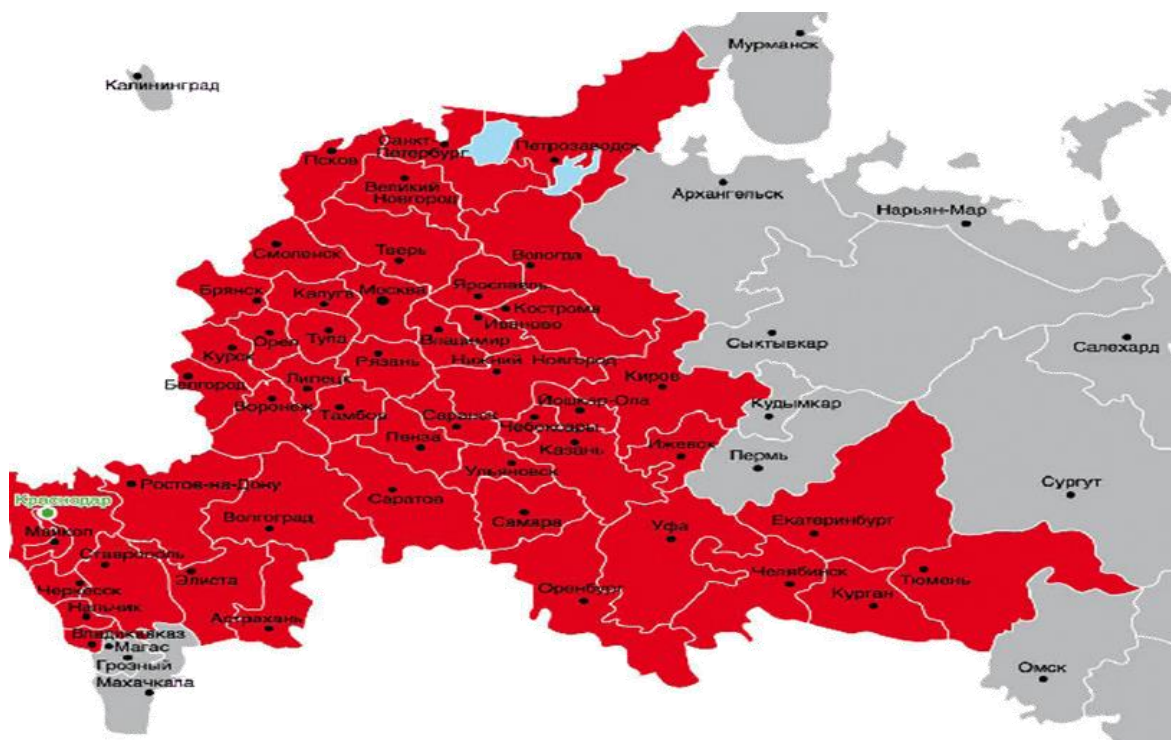 Мурманск
Калининград
Санкт-
Петербург
Псков
Петрозаводск
Великий
Новгород
Архангельск
Нарьян-Мар
Смоленск
Тверь
Вологда
Брянск
Калуга
Москва
Ярославль
Кострома
Иваново
Орел
Тула
Владимир
Сыктывкар
Салехард
Курск
Рязань
Нижний Новгород
Белгород
Липецк
Киров
Воронеж
Тамбов
Саранск
Йошкар-Ола
Чебоксары
Кудымкар
Пенза
Казань
Ижевск
Пермь
Ульяновск
Ростов-на-Дону
Саратов
Сургут
Краснодар
Волгоград
Самара
Уфа
Екатеринбург
Майкоп
Ставрополь
Элиста
Черкесск
Оренбург
Челябинск
Тюмень
Курган
Нальчик
Астрахань
Владикавказ
Магас
Грозный
Омск
Махачкала